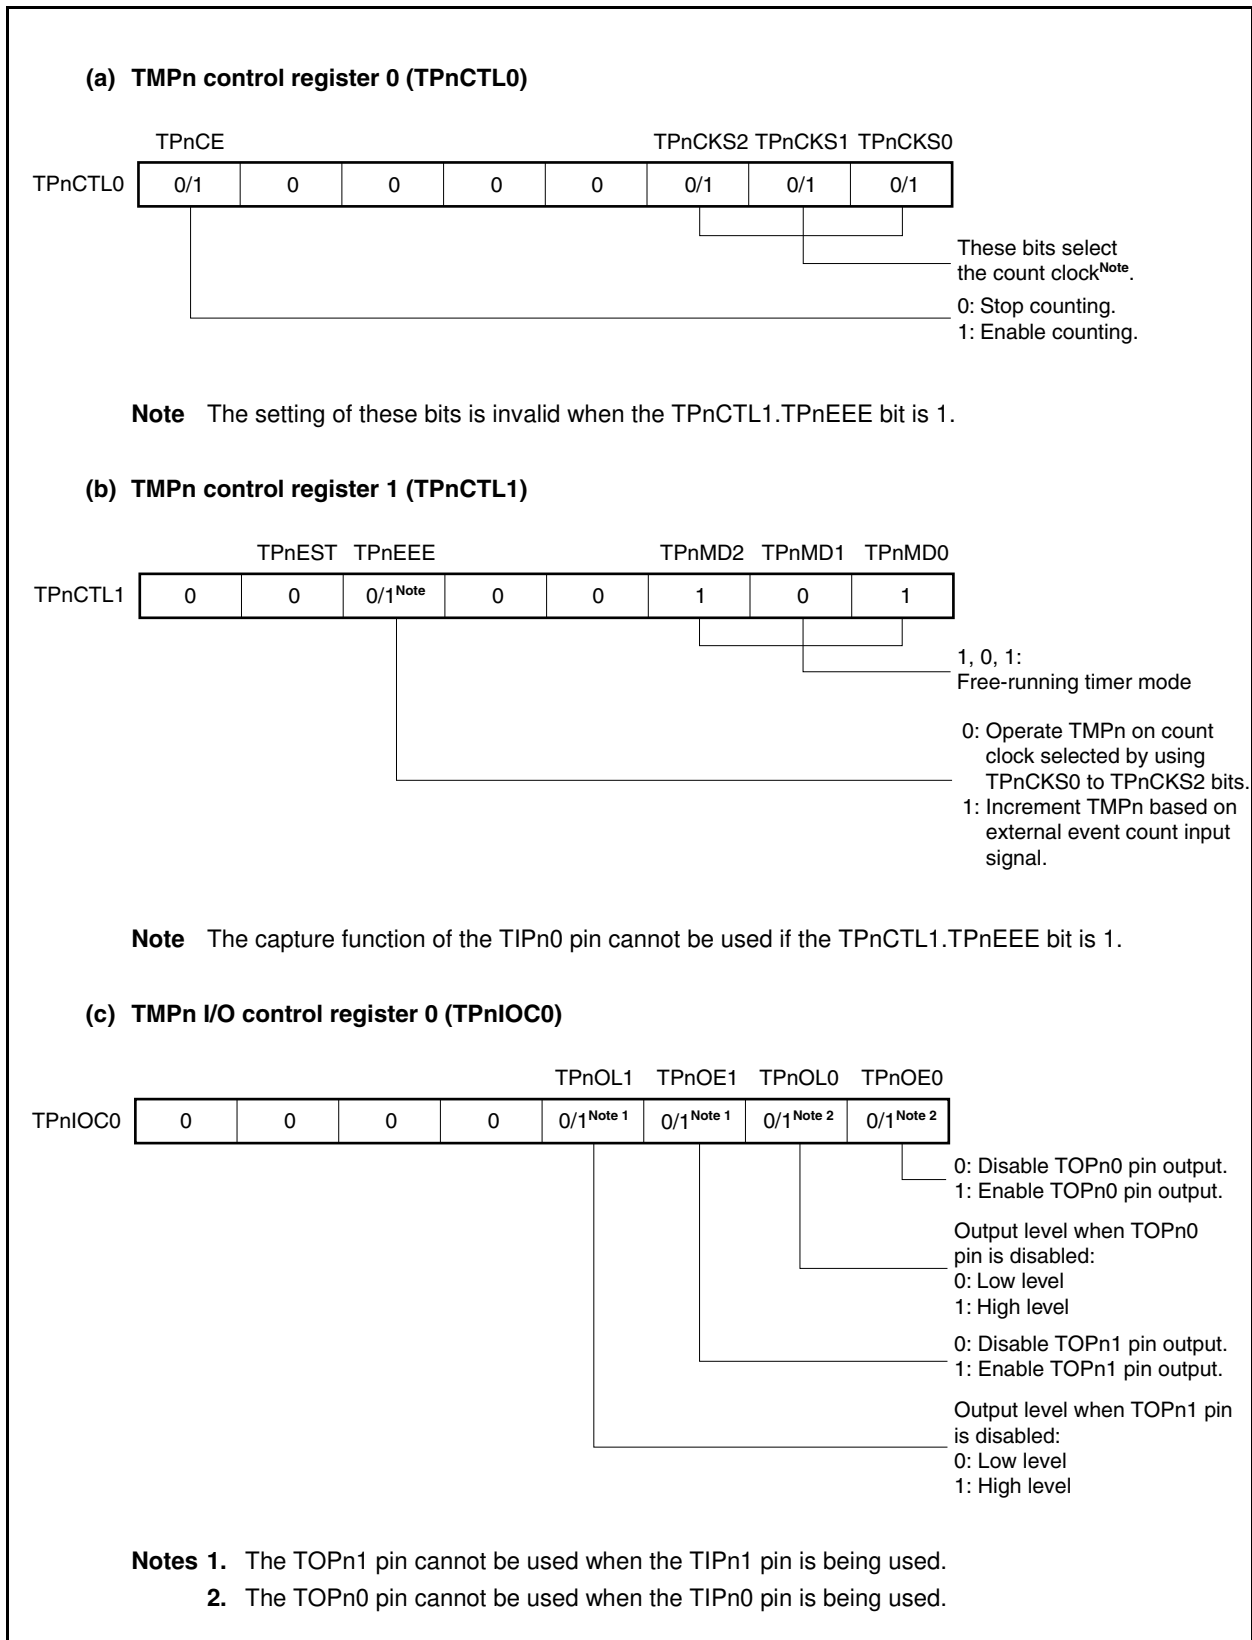 (a) TMPn control register 0 (TPnCTL0)
TPnCE TPnCKS2 TPnCKS1 TPnCKS0
TPnCTL0 0/1 0 0 0 0 0/1 0/1 0/1
These bits select
the count clockNote.
0: Stop counting.
1: Enable counting.
Note The setting of these bits is invalid when the TPnCTL1.TPnEEE bit is 1.
(b) TMPn control register 1 (TPnCTL1)
TPnEST TPnEEE TPnMD2 TPnMD1 TPnMD0
TPnCTL1 0 0 0/1Note 0 0 1 0 1
1, 0, 1:
Free-running timer mode
0: Operate TMPn on count
clock selected by using
TPnCKS0 to TPnCKS2 bits.
1: Increment TMPn based on
external event count input
signal.
Note The capture function of the TIPn0 pin cannot be used if the TPnCTL1.TPnEEE bit is 1.
(c) TMPn I/O control register 0 (TPnIOC0)
TPnOL1 TPnOE1 TPnOL0 TPnOE0
TPnIOC0 0 0 0 0 0/1Note 1 0/1Note 1 0/1Note 2 0/1Note 2
0: Disable TOPn0 pin output.
1: Enable TOPn0 pin output.
Output level when TOPn0
pin is disabled:
0: Low level
1: High level
0: Disable TOPn1 pin output.
1: Enable TOPn1 pin output.
Output level when TOPn1 pin
is disabled:
0: Low level
1: High level
Notes 1. The TOPn1 pin cannot be used when the TIPn1 pin is being used.
2. The TOPn0 pin cannot be used when the TIPn0 pin is being used.